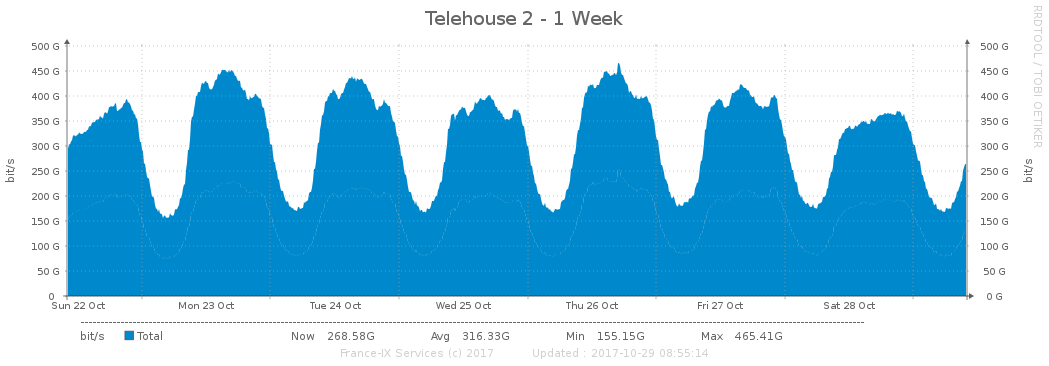 Telehouse 2 - 1 Week
RRDTOOL / TOBI OETIKER
500 G 500 G
450 G 450 G
400 G 400 G
350 G 350 G
300 G 300 G
250 G 250 G
200 G 200 G
150 G 150 G
100 G 100 G
50 G 50 G
0 0 G
bit/s bit/s
Sun 22 Oct Mon 23 Oct Tue 24 Oct Wed 25 Oct Thu 26 Oct Fri 27 Oct Sat 28 Oct
bit/s Total Now 268.58G Avg 316.33G Min 155.15G Max 465.41G
France-IX Services (c) 2017 Updated : 2017-10-29 08:55:14